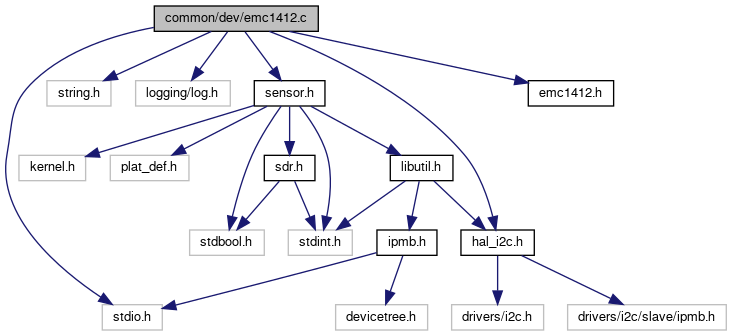 common/dev/emc1412.c
string.h
logging/log.h
sensor.h
emc1412.h
kernel.h
plat_def.h
sdr.h
libutil.h
stdbool.h
stdint.h
ipmb.h
hal_i2c.h
stdio.h
devicetree.h
drivers/i2c.h
drivers/i2c/slave/ipmb.h